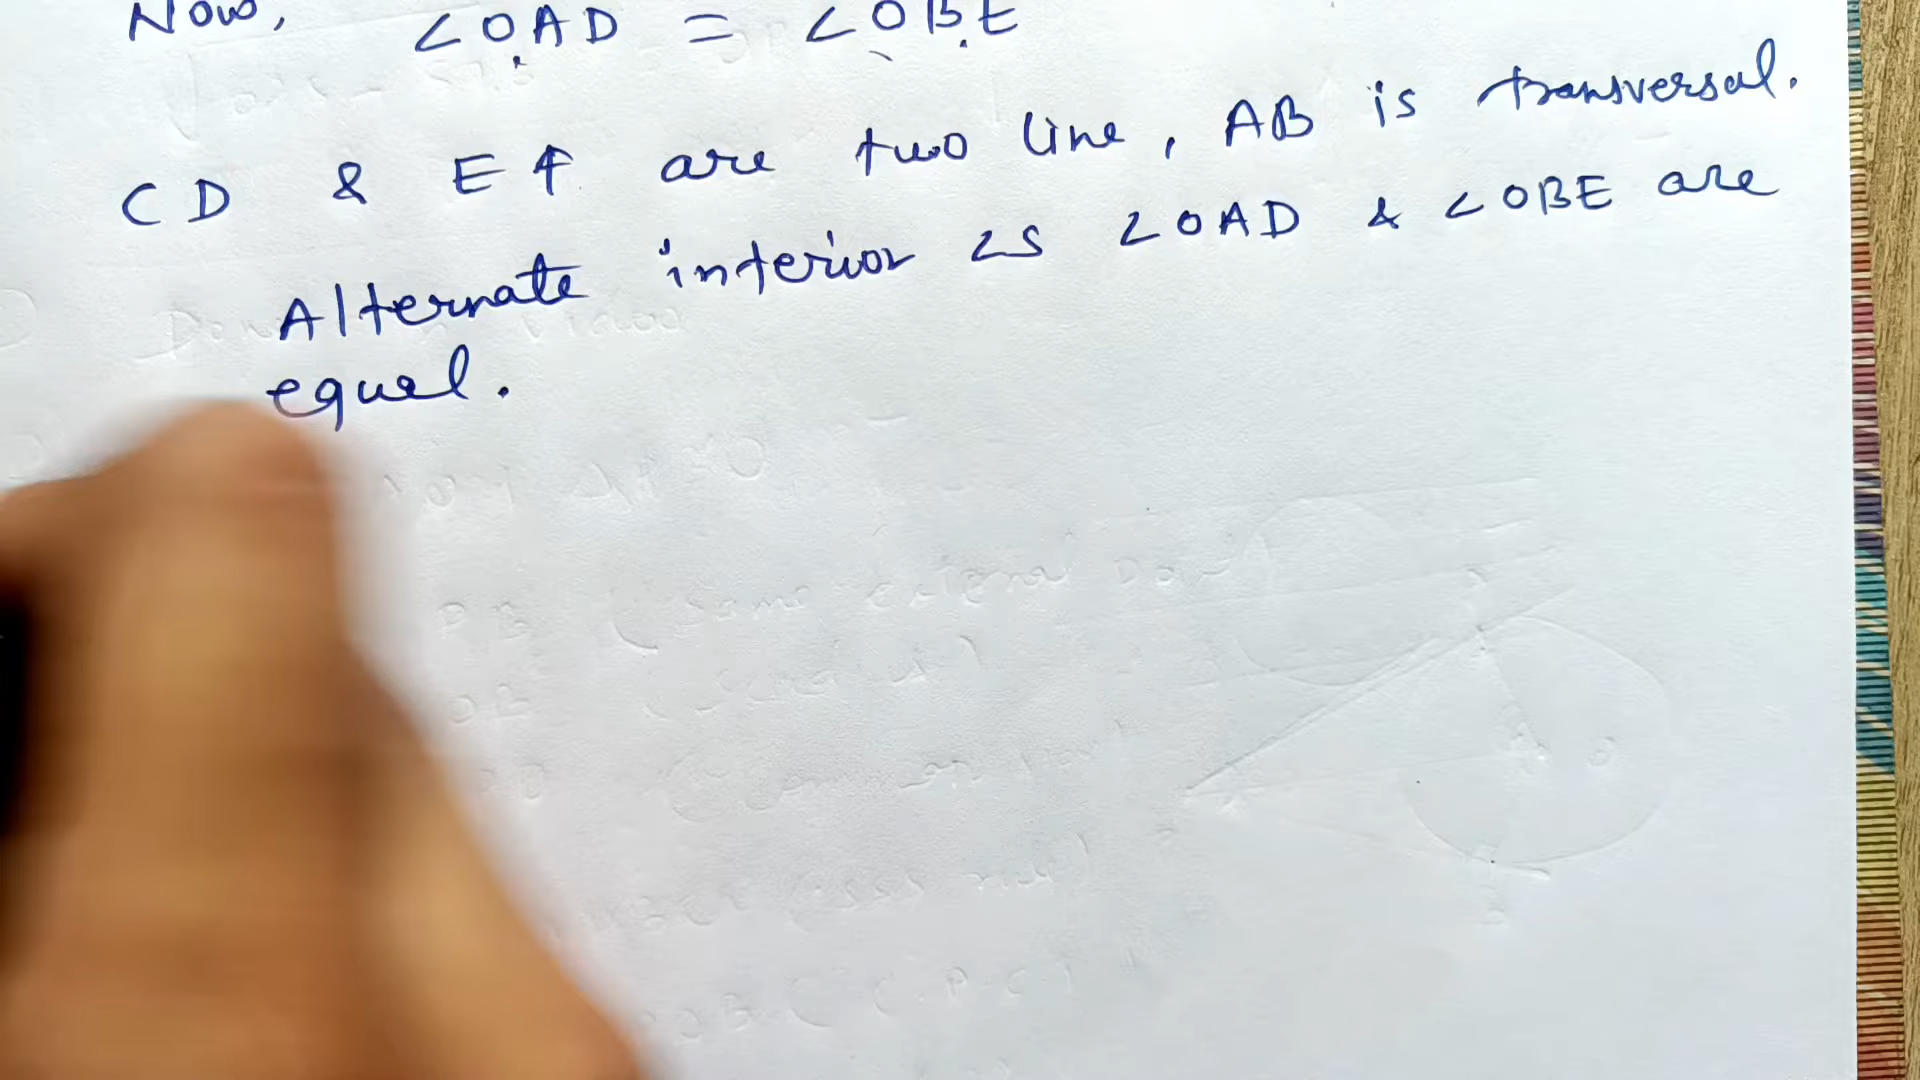 Now, ∠OAD = ∠OBE
CD & EF are two line, AB is transversal.
Alternate interior ∠s ∠OAD & ∠OBE are
equal.